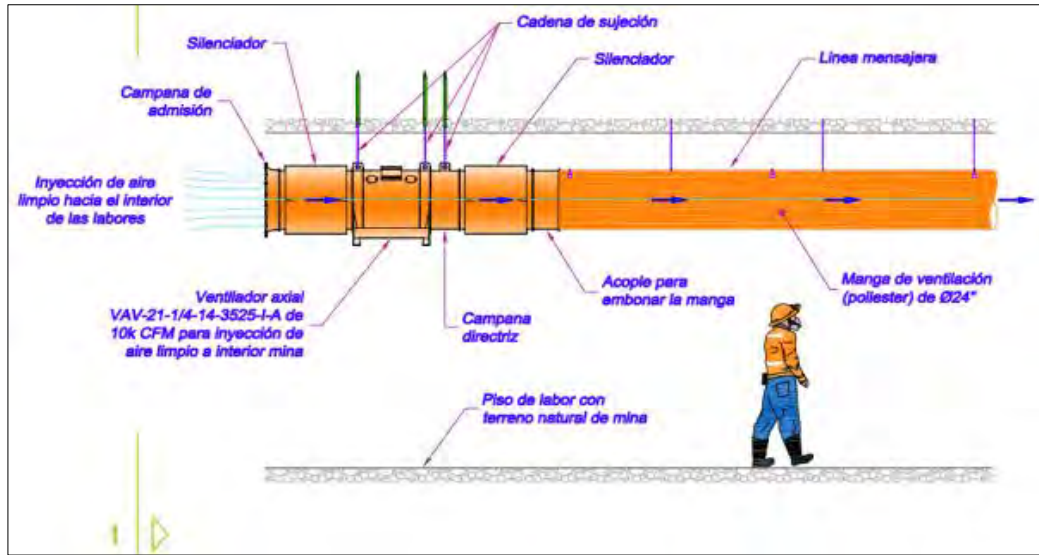 Cadena de sujeción
Silenciador
Silenciador
Línea mensajera
Campana de
admisión
Inyección de aire
limpio hacia el interior
de las labores
Ventilador axial
VAV-21-1/4-14-3525-I-A de
10k CFM para inyección de
aire limpio a interior mina
Campana
directriz
Acople para
embonar la manga
Manga de ventilación
(poliester) de Ø24"
Piso de labor con
terreno natural de mina
1